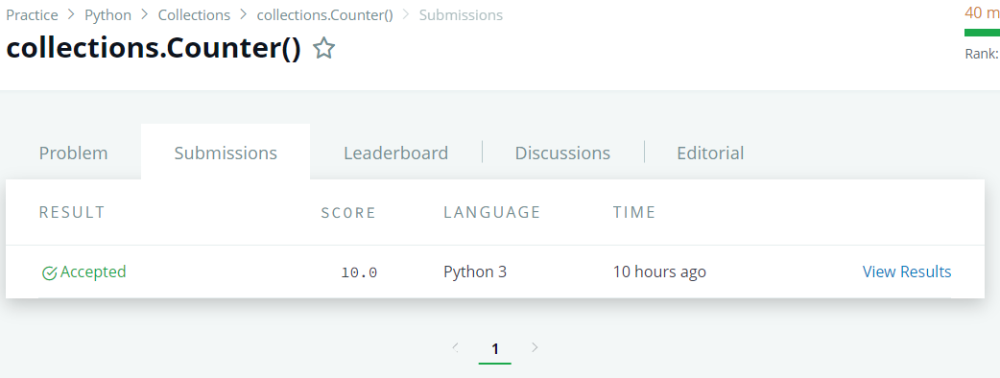 Practice > Python > Collections > collections.Counter() > Submissions
40 m
collections.Counter()
Rank:
Problem Submissions Leaderboard Discussions Editorial
RESULT SCORE LANGUAGE TIME
Accepted 10.0 Python 3 10 hours ago View Results
< 1 >